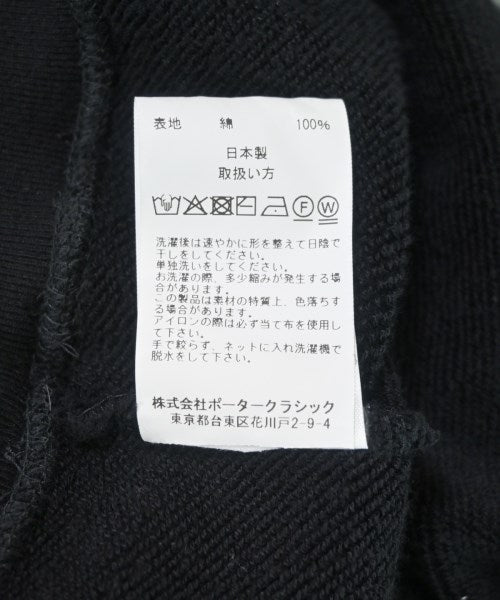 表地 綿 100%
日本製
取扱い方
F W
洗濯後は速やかに形を整えて日陰で
干しをしてください。
単独洗いをしてください。
お洗濯の際、多少縮みが発生する場
合があります。
この製品は素材の特質上、色落ちす
る場合があります。
アイロンの際は必ず当て布を使用し
て下さい。
手で絞らず、ネットに入れ洗濯機で
脱水をして下さい。
株式会社ポータークラシック
東京都台東区花川戸2-9-4